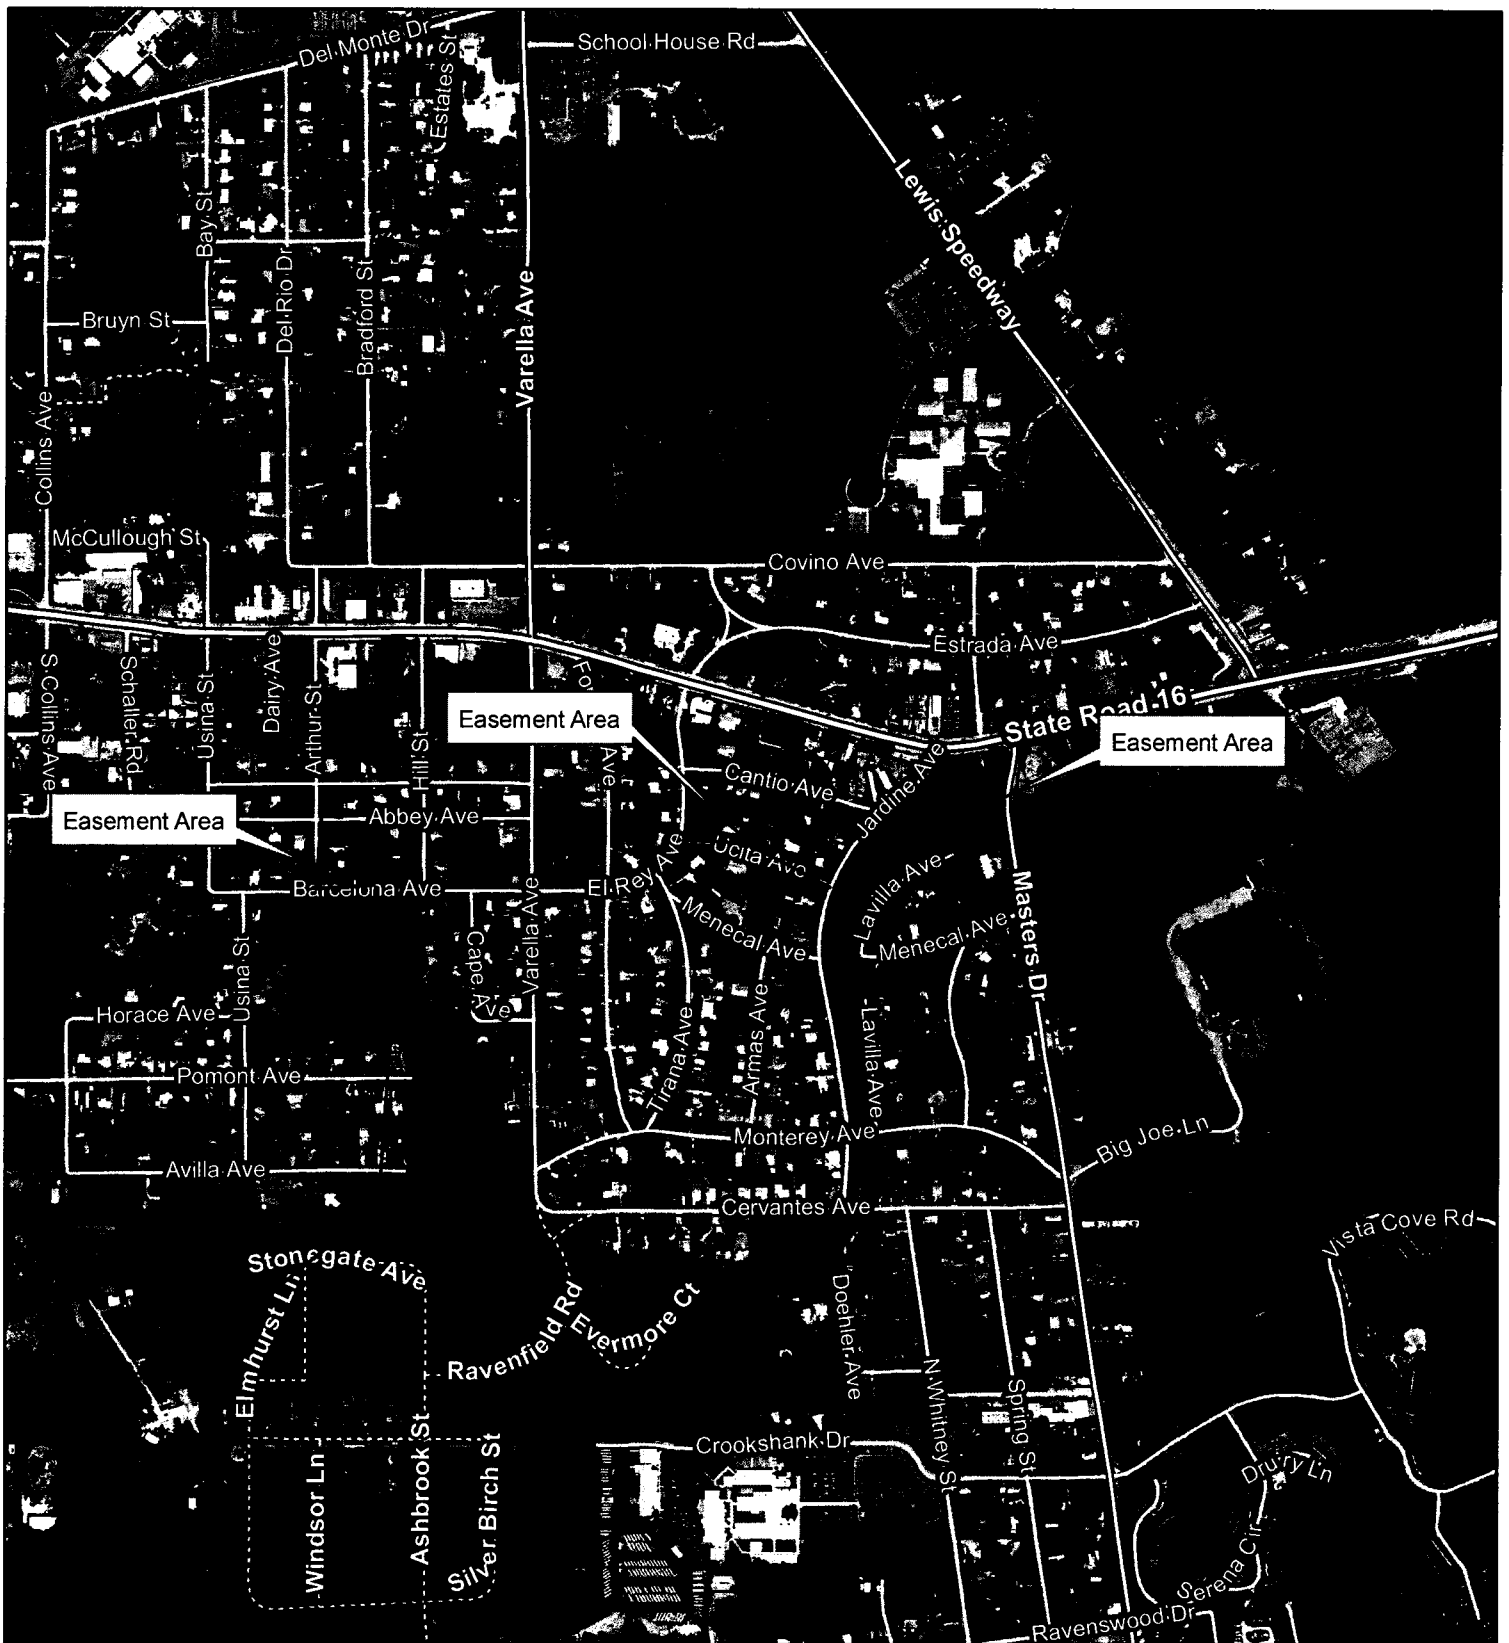 Del Monte Dr
Estates St
School House Rd
Lewis Speedway
Bay St
Del Rio Dr
Bradford St
Varella Ave
Bruyn St
Collins Ave
McCullough St
Covino Ave
Estrada Ave
State Road 16
S Collins Ave
Schaller Rd
Usina St
Dairy Ave
Arthur St
Hill St
Easement Area
Ave
Easement Area
Cantio Ave
Jardine Ave
Easement Area
Abbey Ave
Ucita Ave
Barcelona Ave
El Rey Ave
Lavilla Ave
Menecal Ave
Menecal Ave
Masters Dr
Usina St
Cape Ave
Varella Ave
Horace Ave
Tirana Ave
Armas Ave
Lavilla Ave
Pomont Ave
Monterey Ave
Big Joe Ln
Avilla Ave
Cervantes Ave
Vista Cove Rd
Stonegate Ave
Elmhurst Ln
Ravenfield Rd
Evermore Ct
Doehler Ave
N Whitney St
Spring St
Crookshank Dr
Drury Ln
Windsor Ln
Ashbrook St
Silver Birch St
Serena Cir
Ravenswood Dr